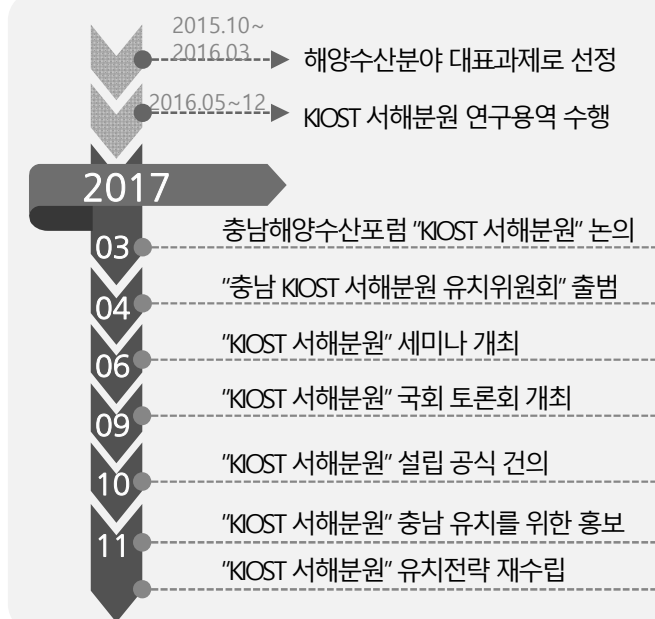 2015.10~
2016.03
해양수산분야 대표과제로 선정
2016.05~12
KIOST 서해분원 연구용역 수행
2017
충남해양수산포럼 "KIOST 서해분원" 논의
03
"충남 KIOST 서해분원 유치위원회" 출범
04
"KIOST 서해분원" 세미나 개최
06
"KIOST 서해분원" 국회 토론회 개최
09
"KIOST 서해분원" 설립 공식 건의
10
"KIOST 서해분원" 충남 유치를 위한 홍보
11
"KIOST 서해분원" 유치전략 재수립